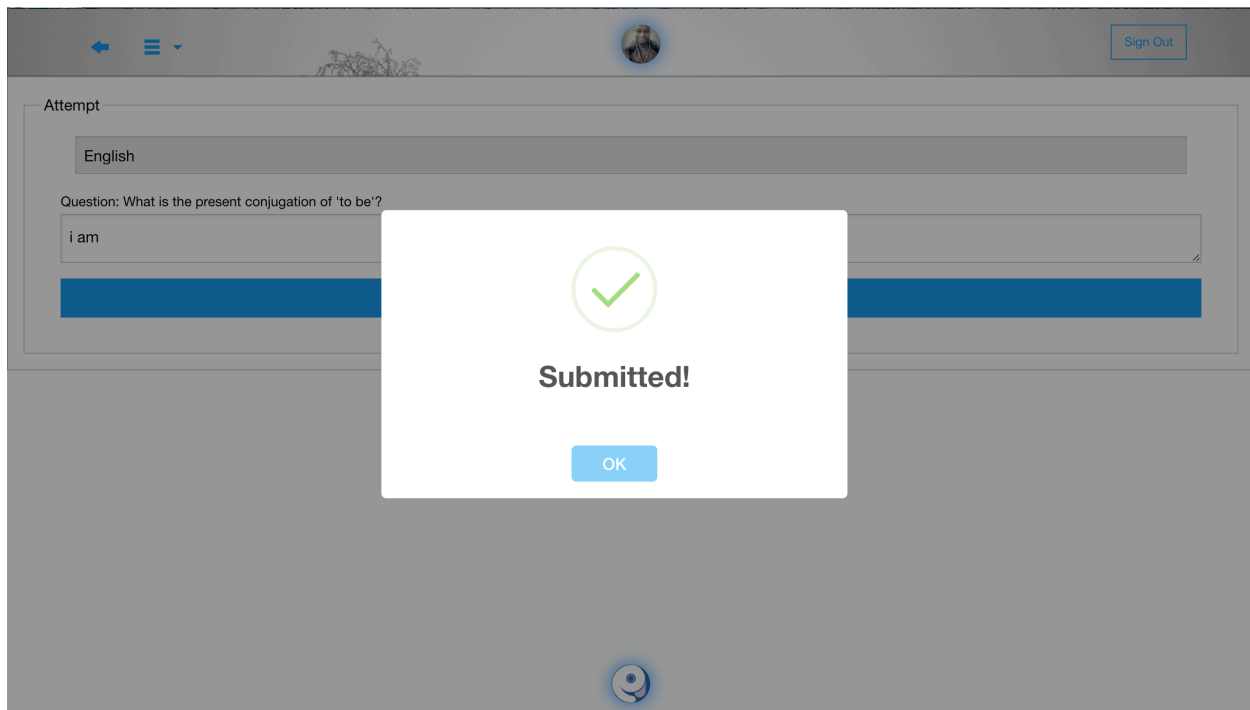 Sign Out
Attempt
English
Question: What is the present conjugation of 'to be'?
i am
Submitted!
OK